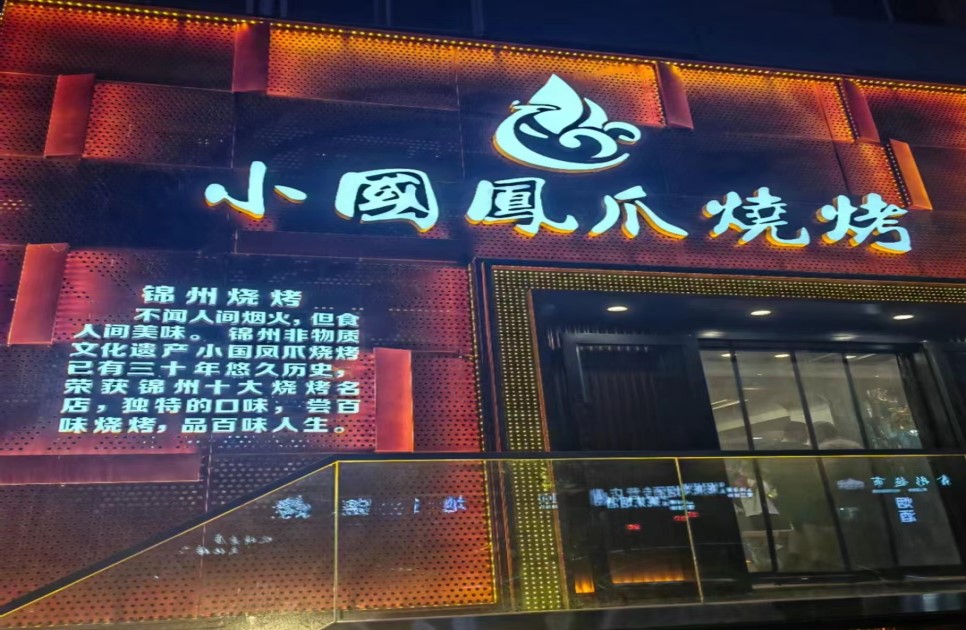 小國鳳爪燒烤
锦州烧烤
不闻人间烟火,但食
人间美味。锦州非物质
文化遗产小国凤爪烧烤
已有三十年悠久历史,
荣获锦州十大烧烤名
店,独特的口味,尝百
味烧烤,品百味人生。